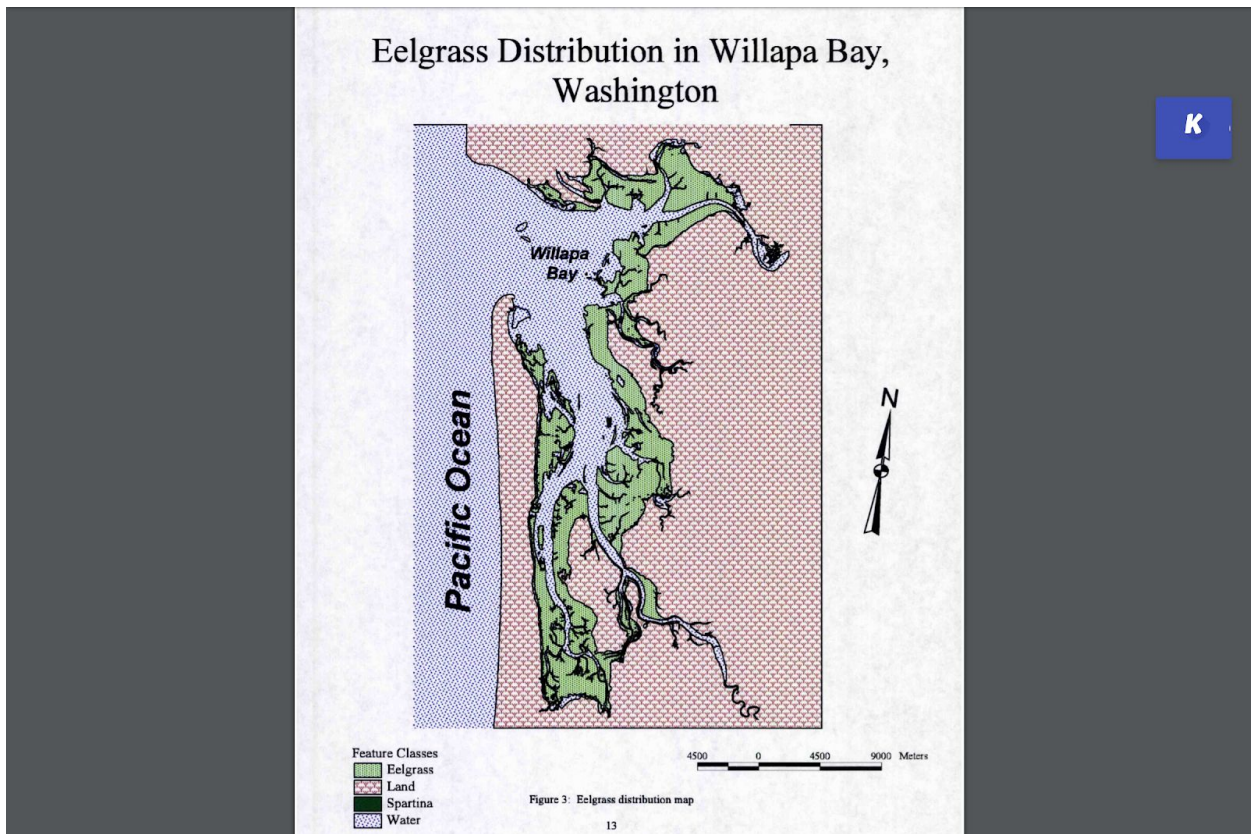 Eelgrass Distribution in Willapa Bay,
Washington
K
Willapa
Bay
Pacific Ocean
N
Feature Classes
Eelgrass
Land
Spartina
Water
4500 0 4500 9000 Meters
Figure 3: Eelgrass distribution map
13